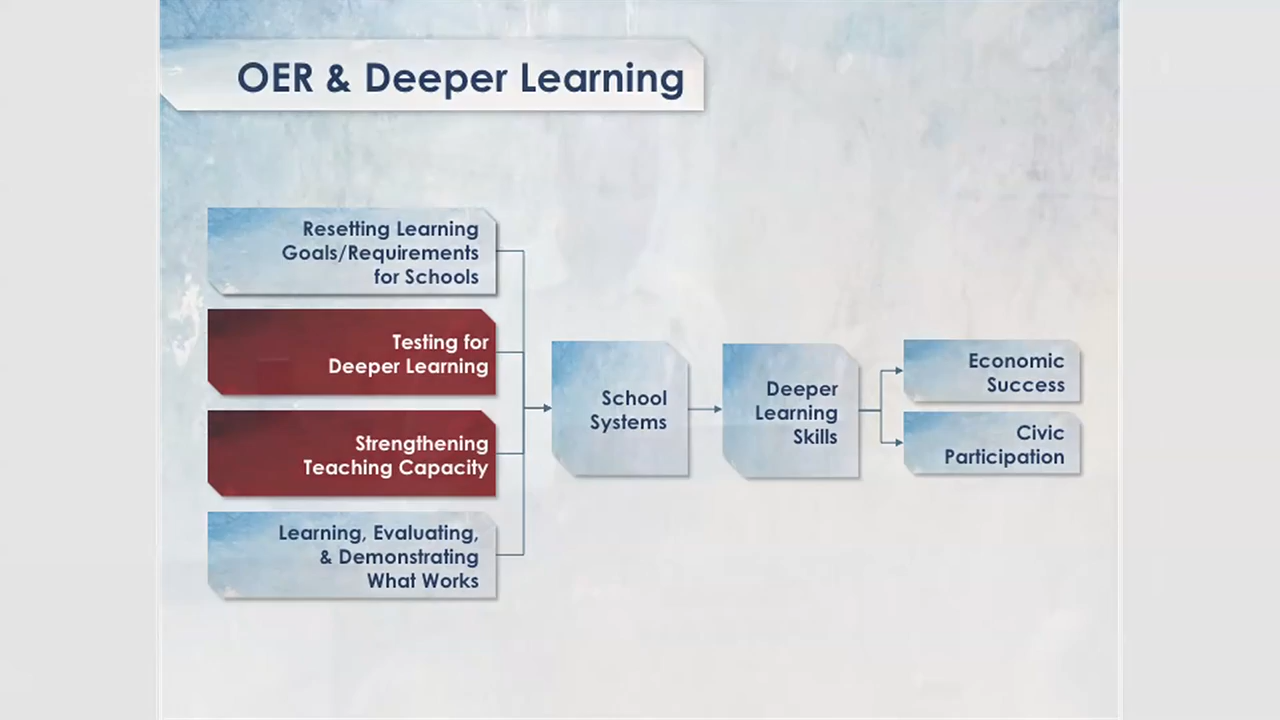 OER & Deeper Learning
Resetting Learning
Goals/Requirements
for Schools
Testing for
Deeper Learning
Strengthening
Teaching Capacity
Learning, Evaluating,
& Demonstrating
What Works
School
Systems
Deeper
Learning
Skills
Economic
Success
Civic
Participation